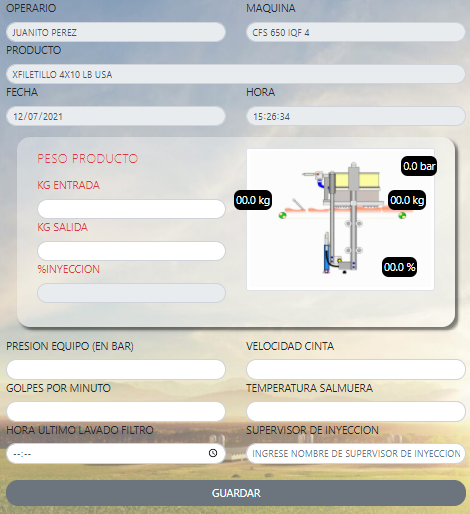 OPERARIO
MAQUINA
JUANITO PEREZ
CFS 650 IQF 4
PRODUCTO
XFILETILLO 4X10 LB USA
FECHA
HORA
12/07/2021
15:26:34
PESO PRODUCTO
KG ENTRADA
KG SALIDA
%INYECCION
0.0 bar
00.0 kg
00.0 kg
00.0 %
PRESION EQUIPO (EN BAR)
VELOCIDAD CINTA
GOLPES POR MINUTO
TEMPERATURA SALMUERA
HORA ULTIMO LAVADO FILTRO
SUPERVISOR DE INYECCION
--:--
INGRESE NOMBRE DE SUPERVISOR DE INYECCION
GUARDAR